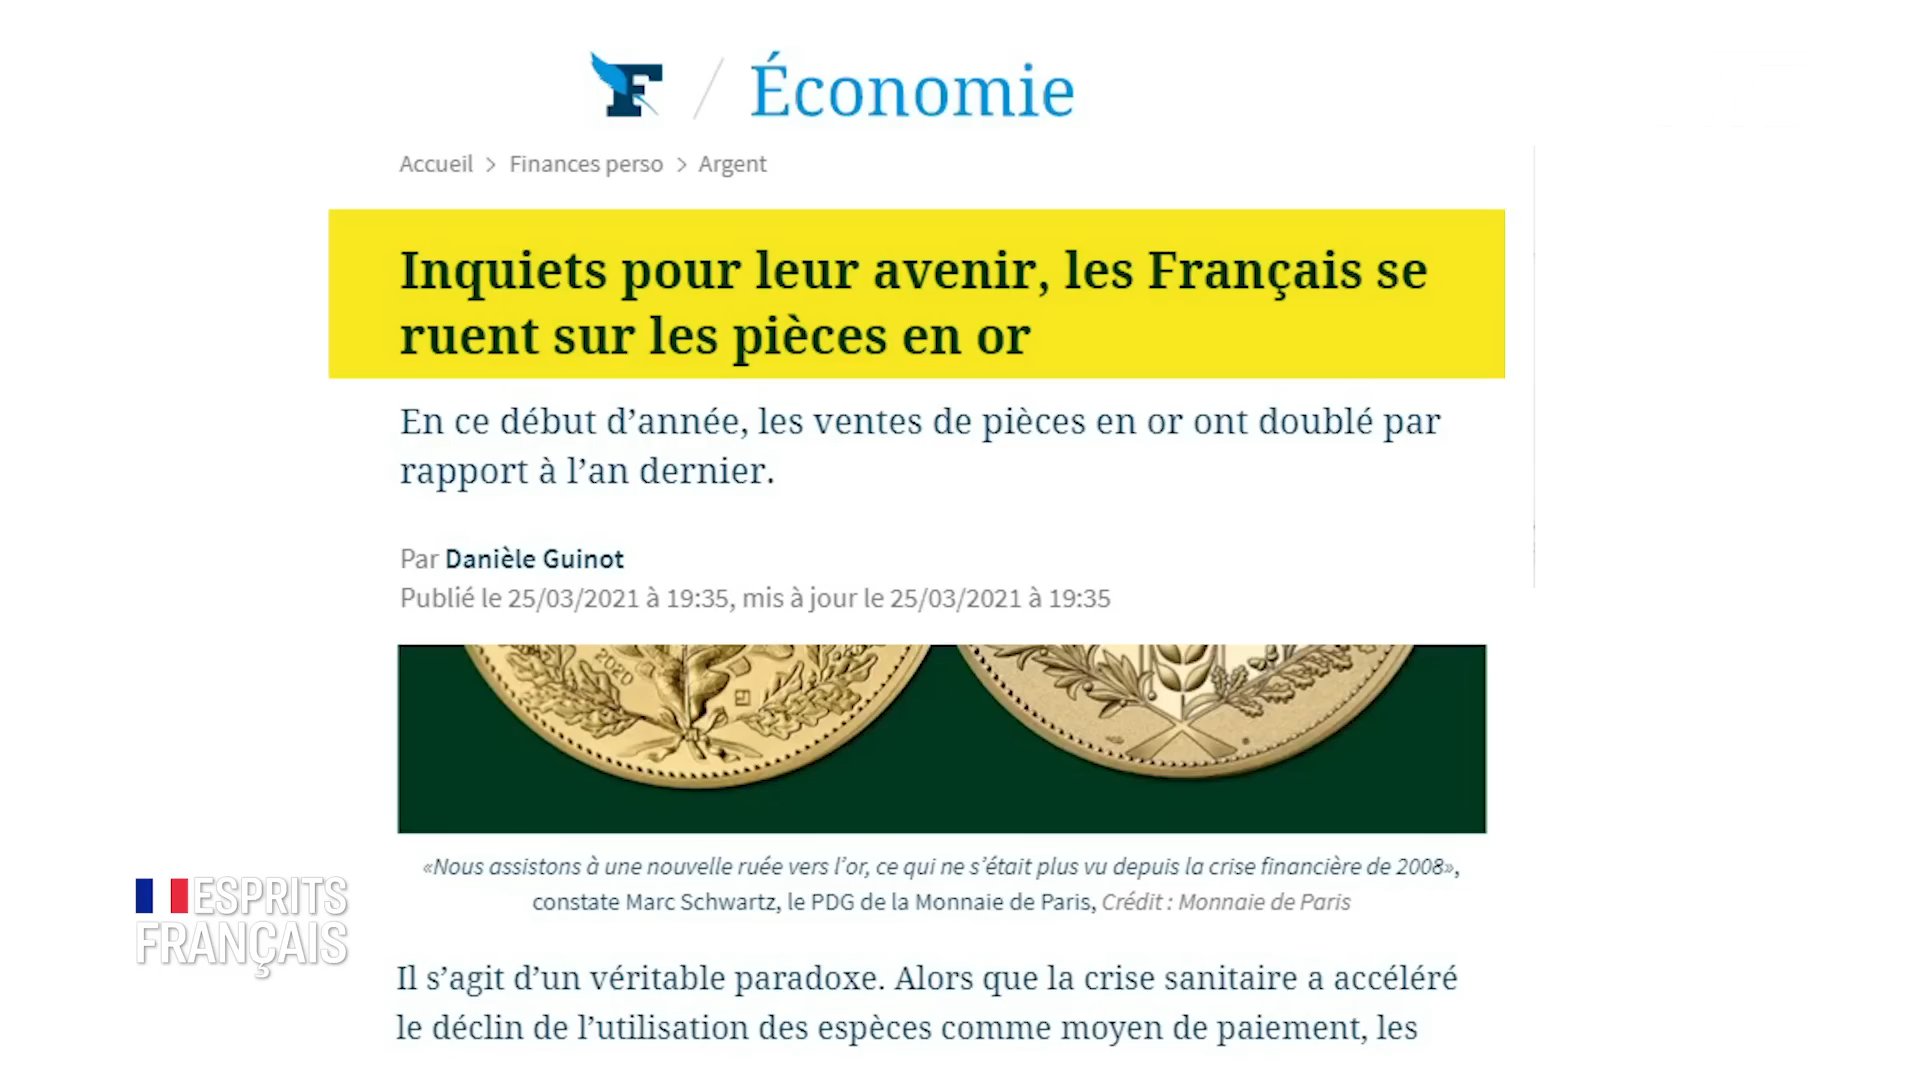 F / Économie
Accueil > Finances perso > Argent
Inquiets pour leur avenir, les Français se
ruent sur les pièces en or
En ce début d’année, les ventes de pièces en or ont doublé par
rapport à l’an dernier.
Par Danièle Guinot
Publié le 25/03/2021 à 19:35, mis à jour le 25/03/2021 à 19:35
2020
«Nous assistons à une nouvelle ruée vers l’or, ce qui ne s’était plus vu depuis la crise financière de 2008»,
constate Marc Schwartz, le PDG de la Monnaie de Paris, Crédit : Monnaie de Paris
ESPRITS
FRANÇAIS
Il s’agit d’un véritable paradoxe. Alors que la crise sanitaire a accéléré
le déclin de l’utilisation des espèces comme moyen de paiement, les